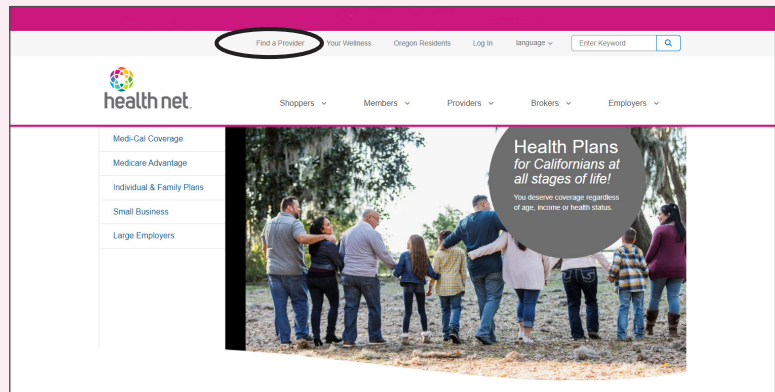 Find a Provider Your Wellness Oregon Residents Log In language Enter Keyword
health net.
Shoppers Members Providers Brokers Employers
Medi-Cal Coverage
Medicare Advantage
Individual & Family Plans
Small Business
Large Employers
Health Plans
for Californians at
all stages of life!
You deserve coverage regardless
of age, income or health status.